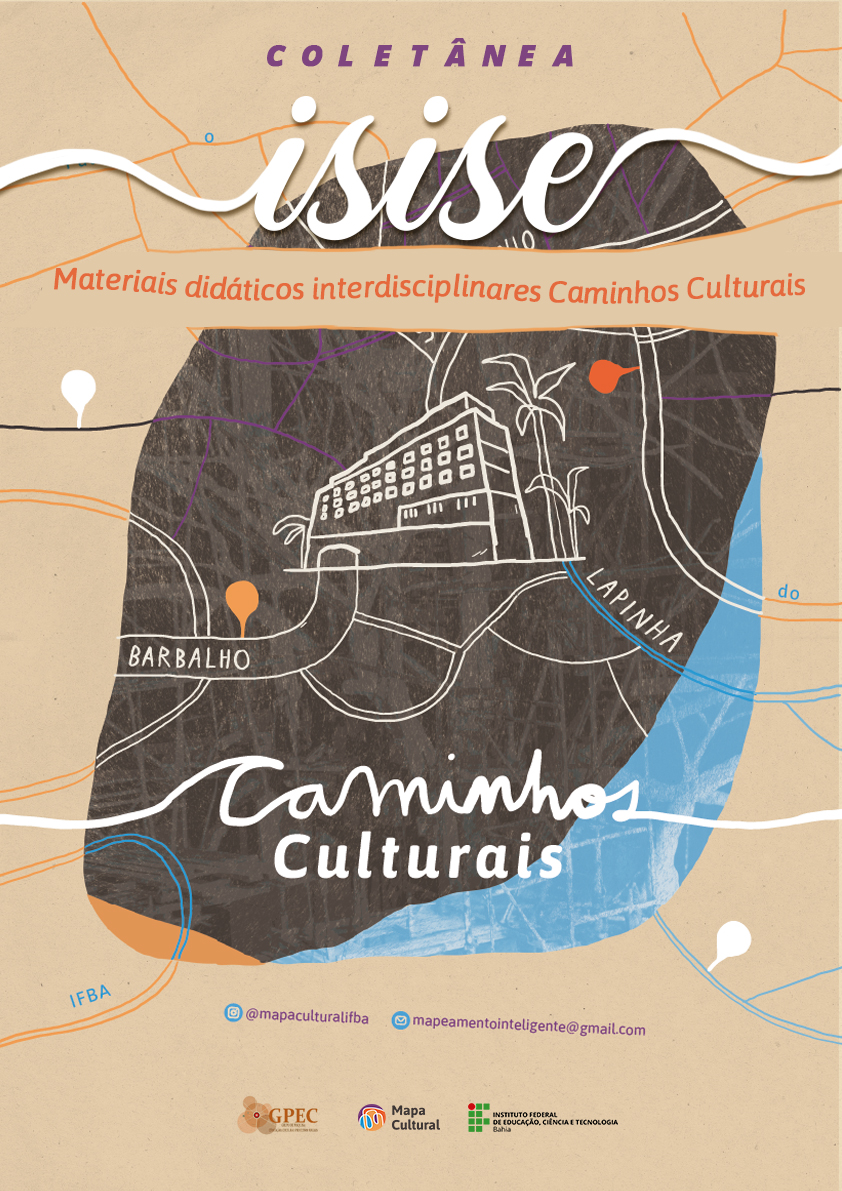 COLETÂNEA
o
isise
Materiais didáticos interdisciplinares Caminhos Culturais
do
LAPINHA
BARBALHO
Caminhos
Culturais
IFBA
@mapaculturalifba
mapeamentointeligente@gmail.com
GPEC
Mapa
Cultural
INSTITUTO FEDERAL
DE EDUCAÇÃO, CIÊNCIA E TECNOLOGIA
Bahia